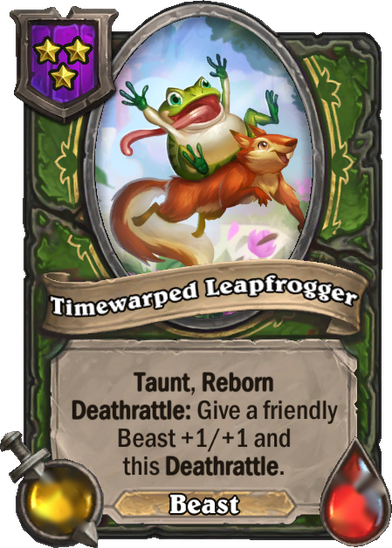 Timewarped Leapfrogger
Taunt, Reborn
Deathrattle: Give a friendly
Beast +1/+1 and
this Deathrattle.
Beast